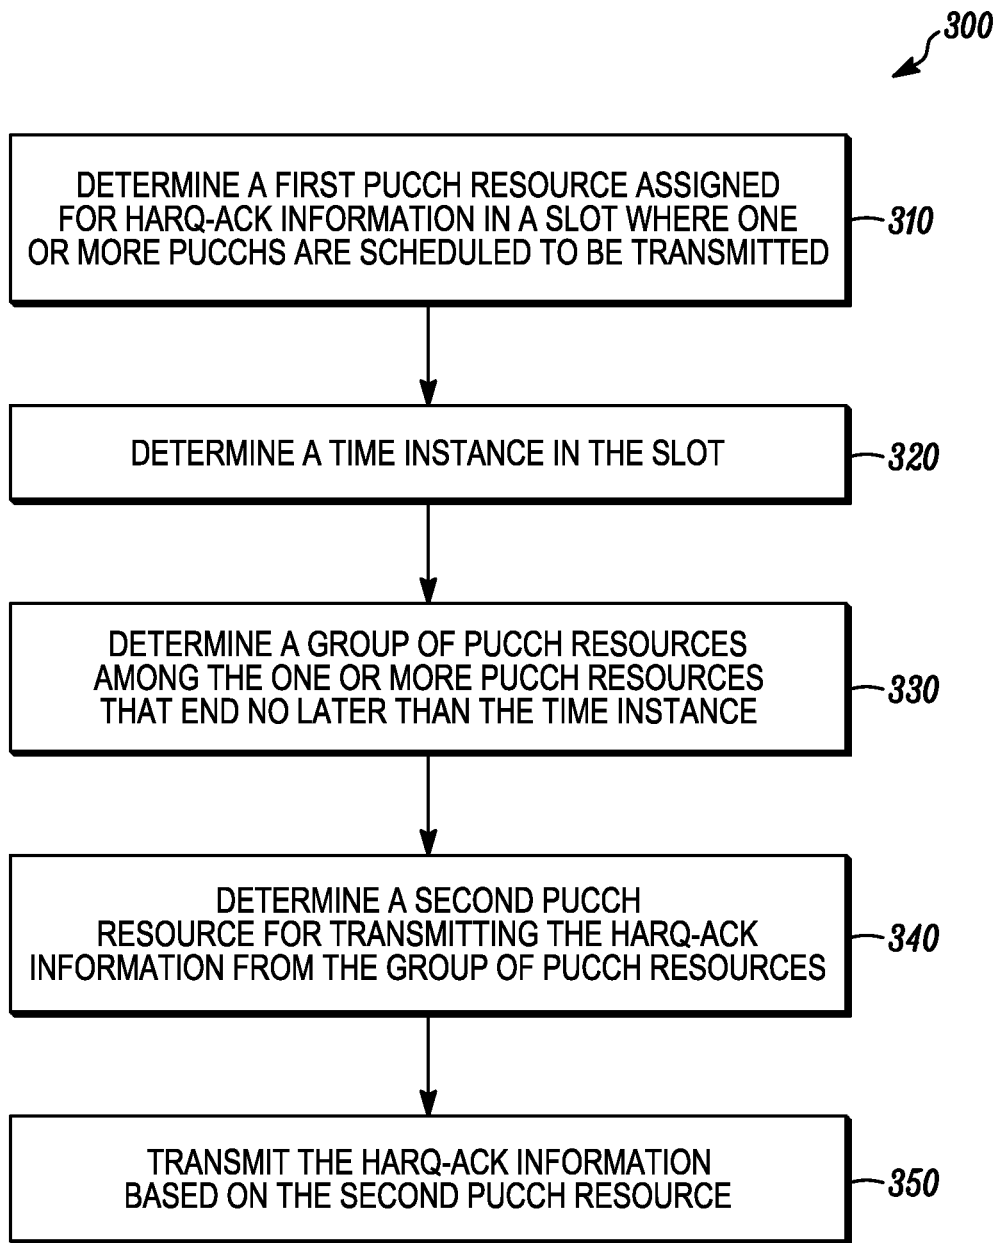 300
DETERMINE A FIRST PUCCH RESOURCE ASSIGNED
FOR HARQ-ACK INFORMATION IN A SLOT WHERE ONE
OR MORE PUCCHS ARE SCHEDULED TO BE TRANSMITTED
310
DETERMINE A TIME INSTANCE IN THE SLOT
320
DETERMINE A GROUP OF PUCCH RESOURCES
AMONG THE ONE OR MORE PUCCH RESOURCES
THAT END NO LATER THAN THE TIME INSTANCE
330
DETERMINE A SECOND PUCCH
RESOURCE FOR TRANSMITTING THE HARQ-ACK
INFORMATION FROM THE GROUP OF PUCCH RESOURCES
340
TRANSMIT THE HARQ-ACK INFORMATION
BASED ON THE SECOND PUCCH RESOURCE
350